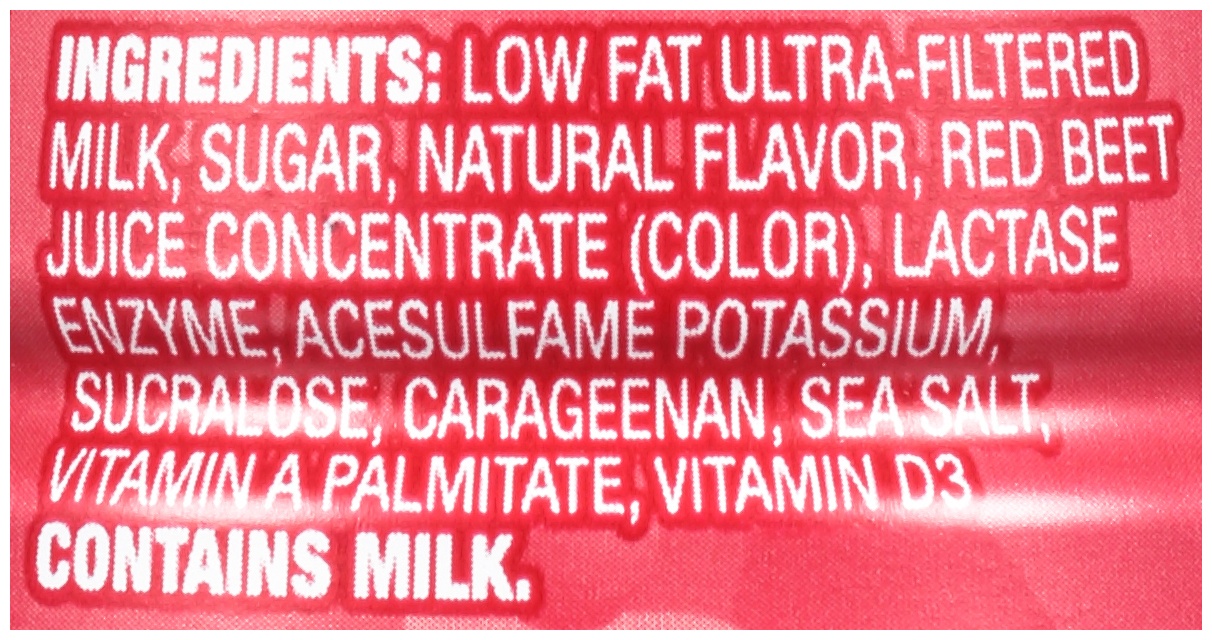 INGREDIENTS: LOW FAT ULTRA-FILTERED
MILK, SUGAR, NATURAL FLAVOR, RED BEET
JUICE CONCENTRATE (COLOR), LACTASE
ENZYME, ACESULFAME POTASSIUM,
SUCRALOSE, CARAGEENAN, SEA SALT,
VITAMIN A PALMITATE, VITAMIN D3
CONTAINS MILK.